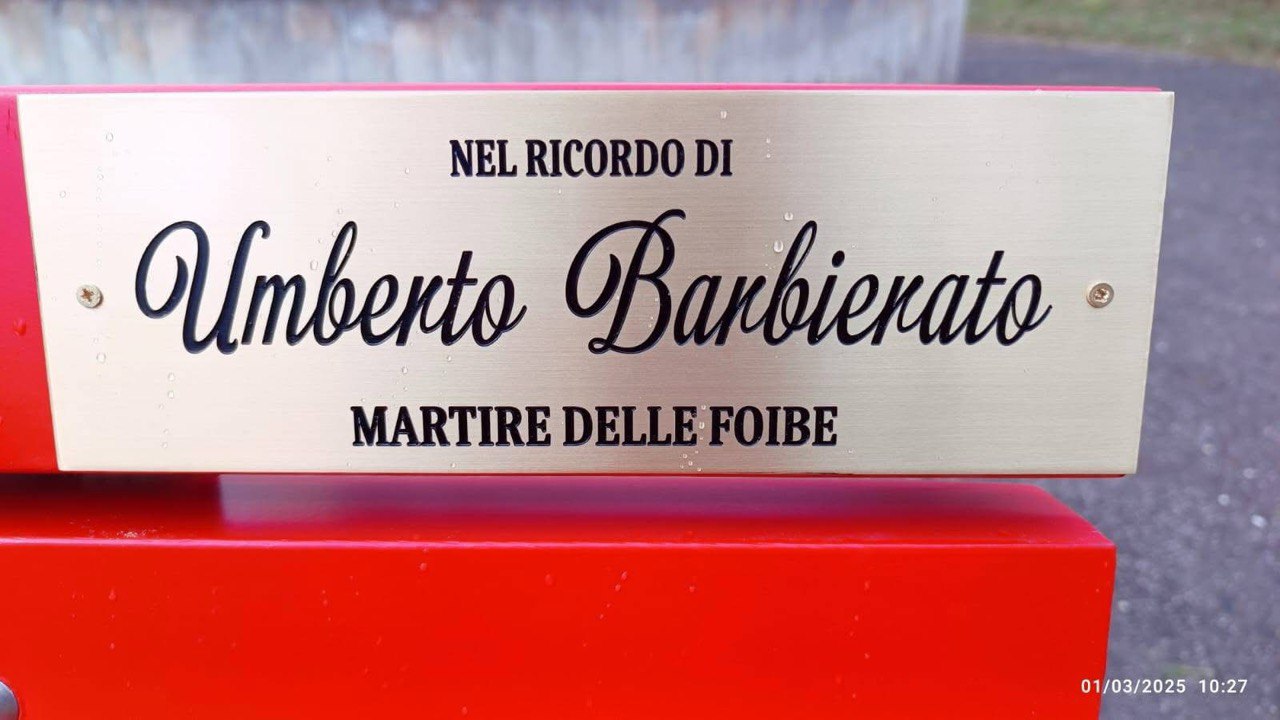 NEL RICORDO DI
Umberto Barbierato
MARTIRE DELLE FOIBE
01/03/2025 10:27